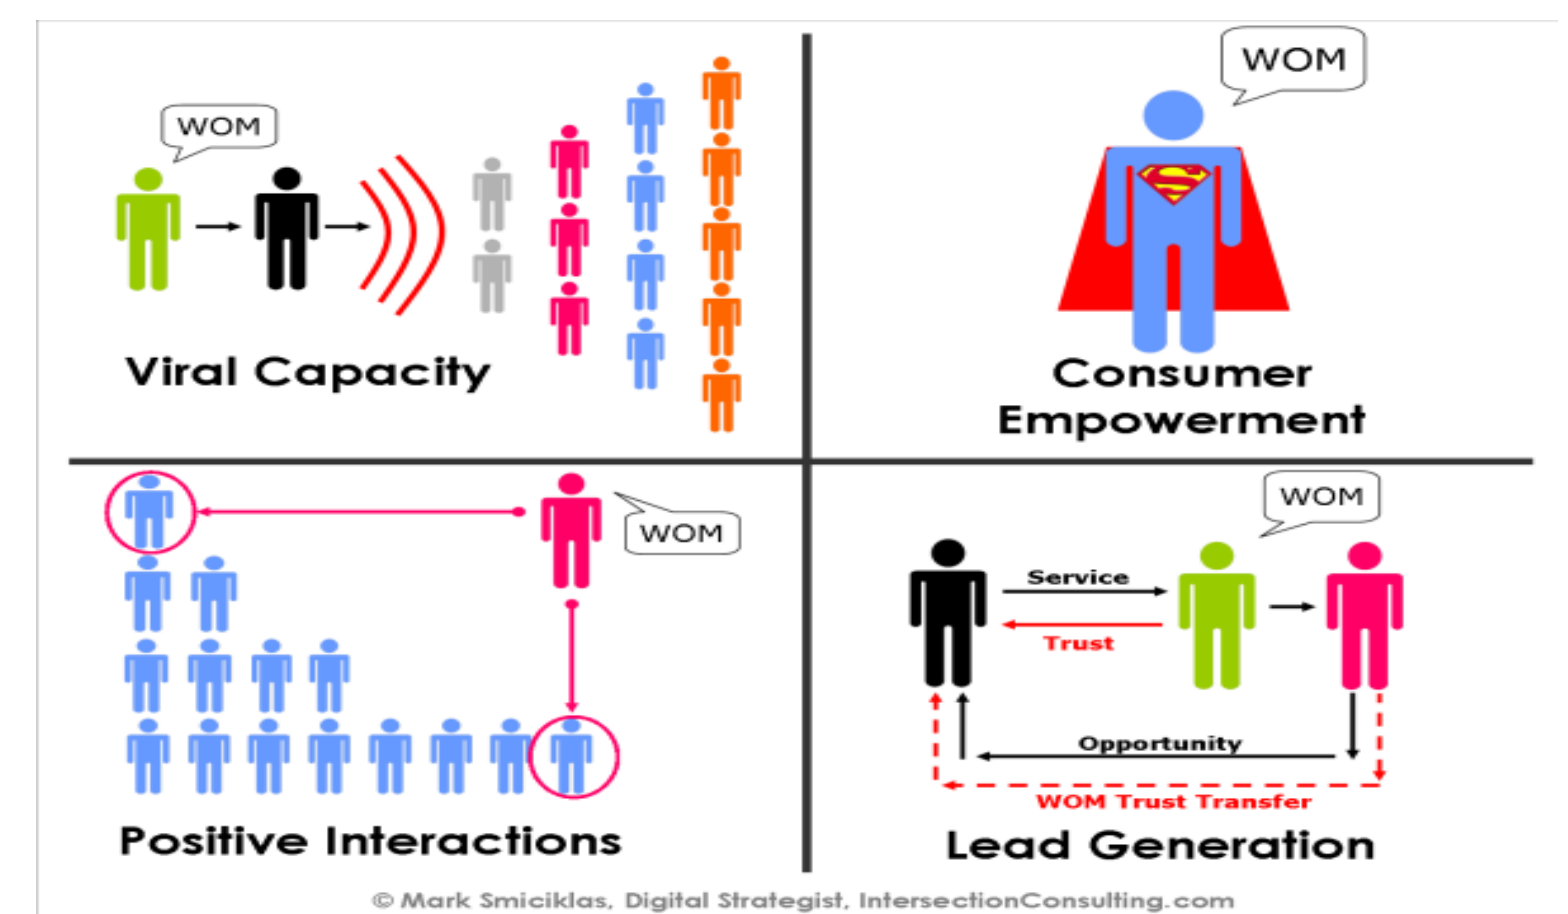 WOM
Viral Capacity
WOM
S
Consumer
Empowerment
WOM
Positive Interactions
WOM
Service
Trust
Opportunity
WOM Trust Transfer
Lead Generation
© Mark Smiciklas, Digital Strategist, IntersectionConsulting.com